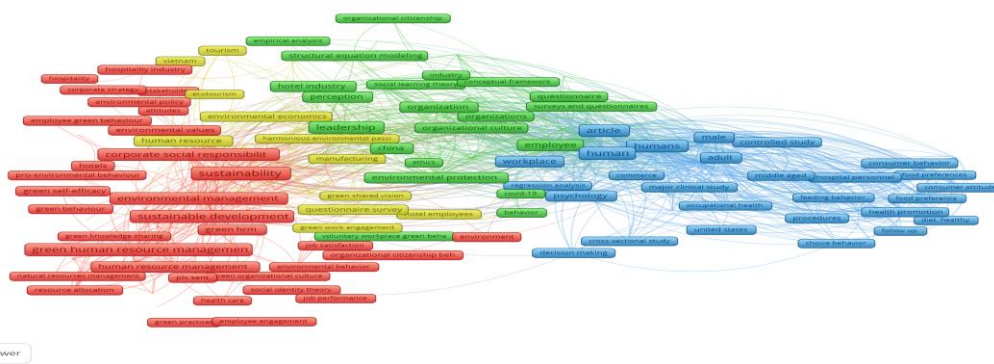 organizational citizenship
empirical analysis
tourism
structural equation modeling
vietnam
hospitality industry
hospitality
industry
social learning theory
conceptual framework
hotel industry
corporate strategy
stakeholder
ecotourism
perception
questionnaire
environmental policy
attitudes
organization
surveys and questionnaires
environmental economics
organizations
employee green behaviour
environmental values
leadership
organizational culture
article
human resource
harmonious environmental passi
male
controlled study
employee
humans
china
corporate social responsibilit
human
adult
manufacturing
workplace
ethics
consumer behavior
hotels
sustainability
pro-environmental behaviour
environmental protection
commerce
middle aged
hospital personnel
food preferences
regression analysis
major clinical study
consumer attitude
green self-efficacy
covid-19
environmental management
green shared vision
psychology
feeding behavior
food preference
occupational health
green behaviour
questionnaire survey
hotel employees
behavior
health promotion
sustainable development
procedures
diet, healthy
green hrm
green work engagement
united states
follow up
green knowledge sharing
voluntary workplace green beha
environment
cross-sectional study
choice behavior
job satisfaction
green human resource managemen
organizational citizenship beh
decision making
human resource management
environmental behavior
natural resources management
pls-sem
green organizational culture
resource allocation
social identity theory
health care
job performance
green practices
employee engagement
wer